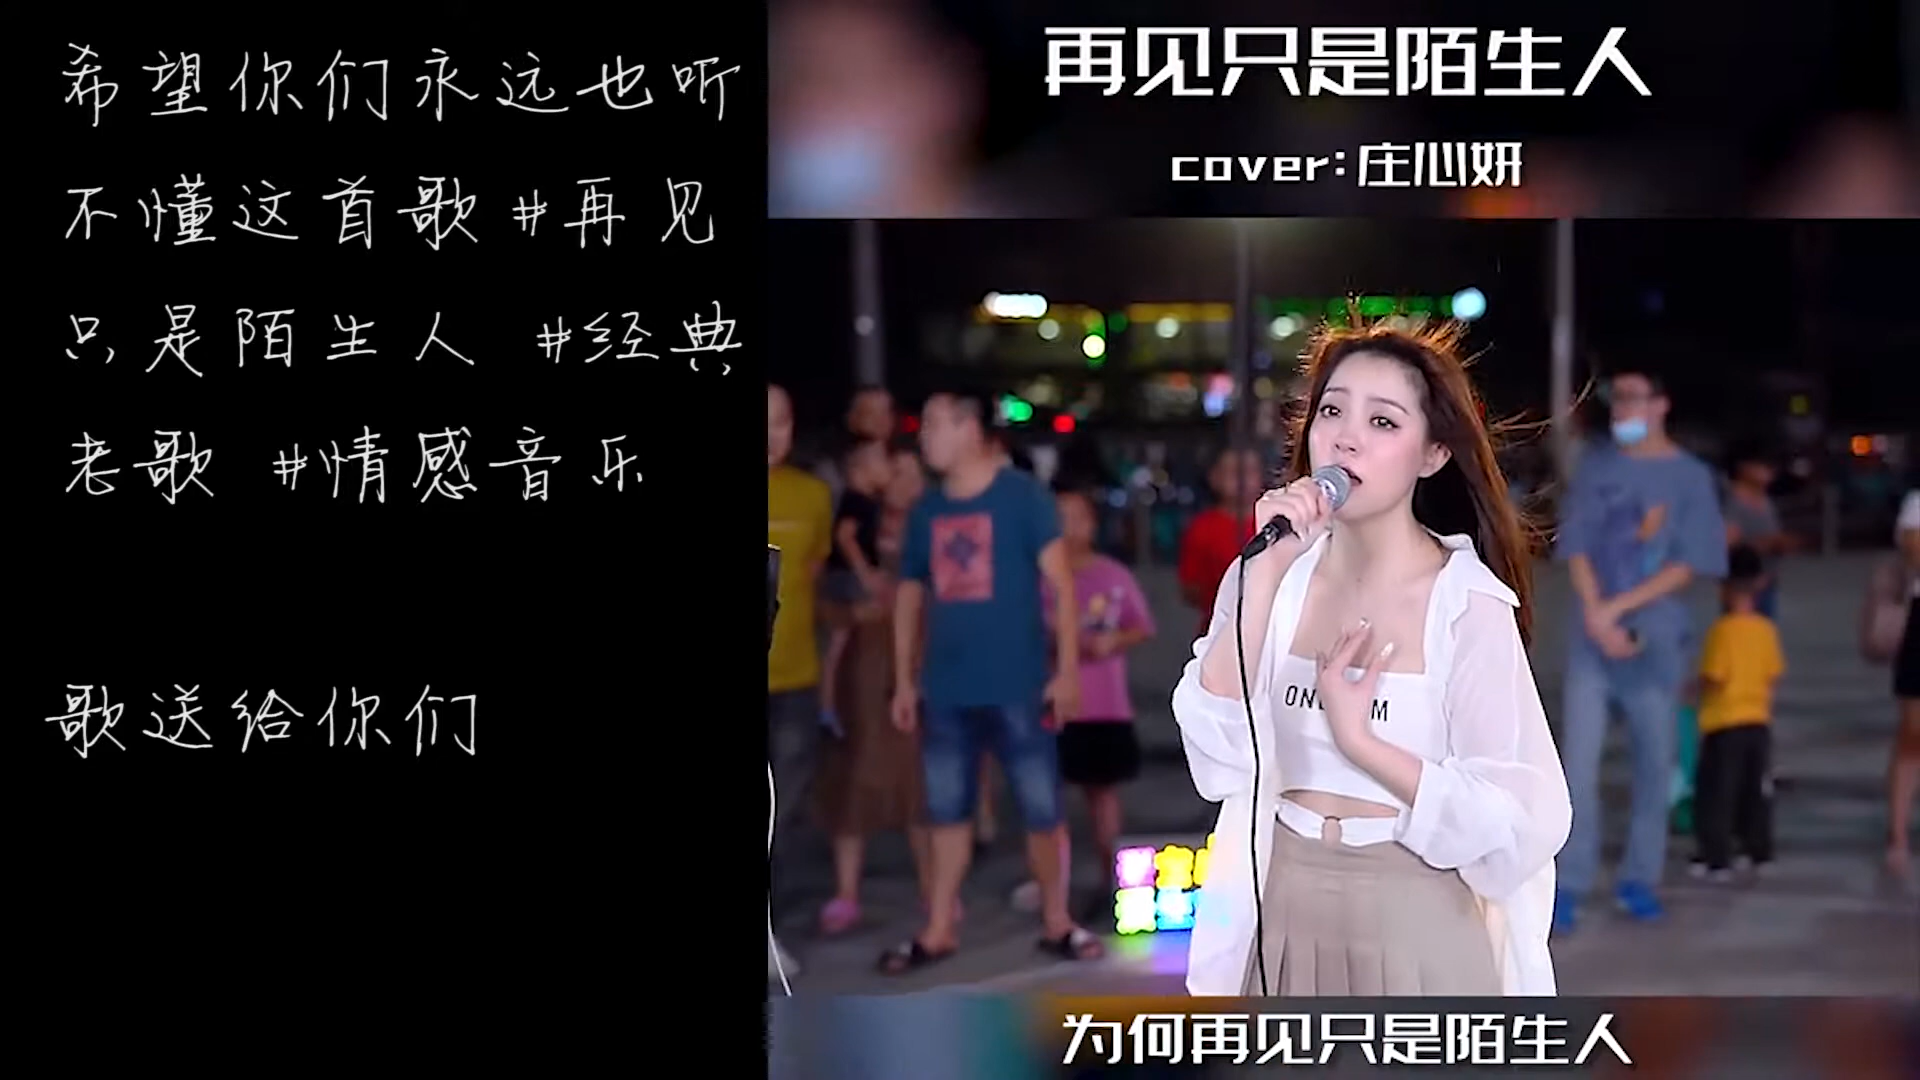 希望你们永远也听
不懂这首歌 #再见
只是陌生人 #经典
老歌 #情感音乐
歌送给你们
再见只是陌生人
cover:庄心妍
为何再见只是陌生人